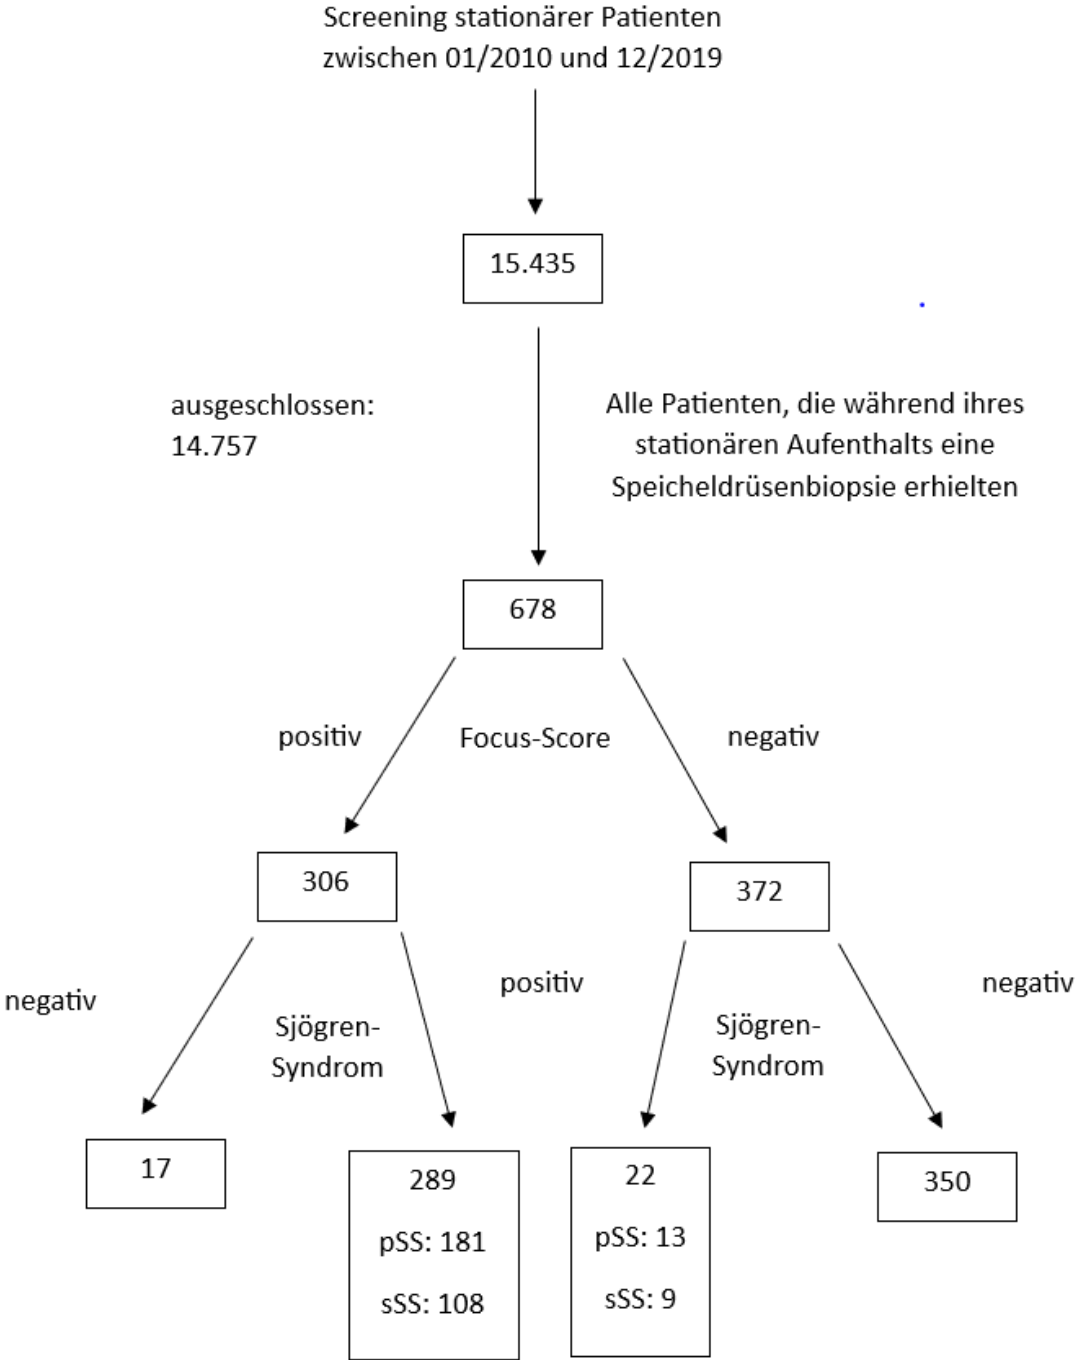 Screening stationärer Patienten
zwischen 01/2010 und 12/2019
15.435
ausgeschlossen:
14.757
Alle Patienten, die während ihres
stationären Aufenthalts eine
Speicheldrüsenbiopsie erhielten
678
positiv
Focus-Score
negativ
306
372
negativ
Sjögren-
Syndrom
positiv
Sjögren-
Syndrom
negativ
17
289
pSS: 181
sSS: 108
22
pSS: 13
sSS: 9
350